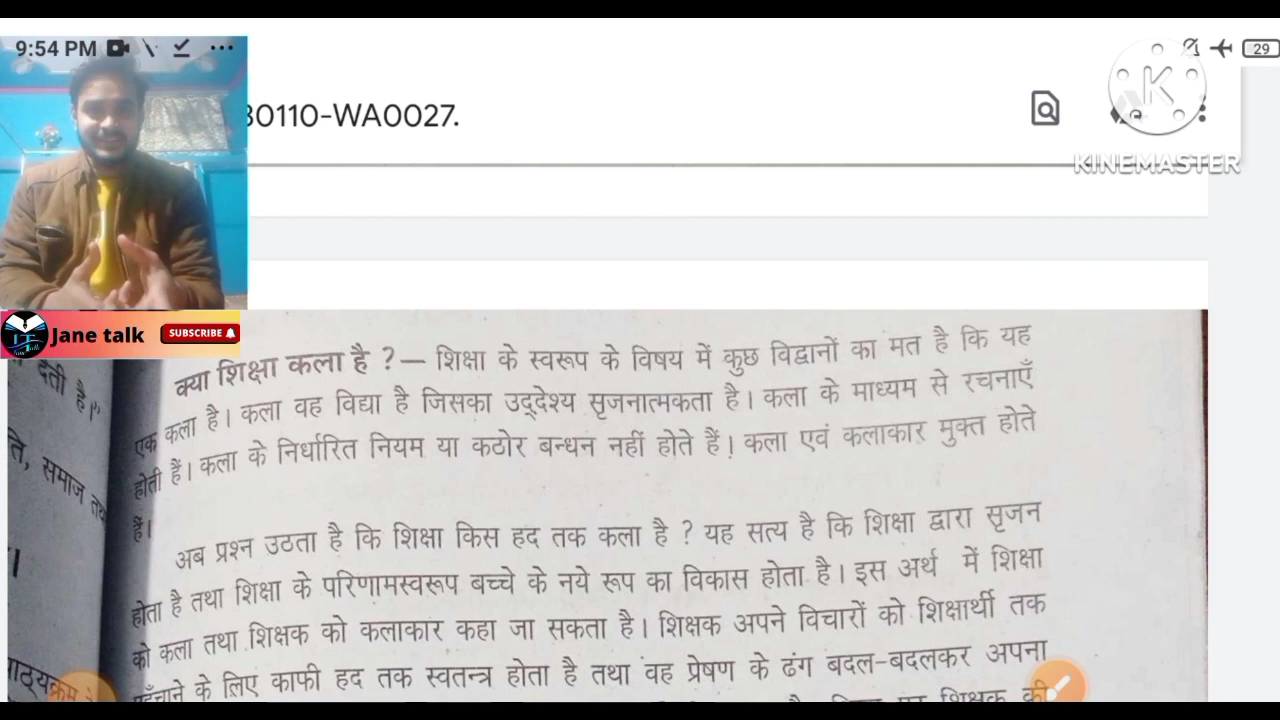 9:54 PM
29
30110-WA0027.
K
KINEMASTER
Jane talk
SUBSCRIBE
देती है।”
क्या शिक्षा कला है ?— शिक्षा के स्वरूप के विषय में कुछ विद्वानों का मत है कि यह
एक कला है। कला वह विद्या है जिसका उद्देश्य सृजनात्मकता है। कला के माध्यम से रचनाएँ
होती हैं। कला के निर्धारित नियम या कठोर बन्धन नहीं होते हैं। कला एवं कलाकार मुक्त होते
हैं।
समाज
अब प्रश्न उठता है कि शिक्षा किस हद तक कला है ? यह सत्य है कि शिक्षा द्वारा सृजन
होता है तथा शिक्षा के परिणामस्वरूप बच्चे के नये रूप का विकास होता है। इस अर्थ में शिक्षा
को कला तथा शिक्षक को कलाकार कहा जा सकता है। शिक्षक अपने विचारों को शिक्षार्थी तक
पहुँचाने के लिए काफी हद तक स्वतन्त्र होता है तथा वह प्रेषण के ढंग बदल-बदलकर अपना
शिक्षक की